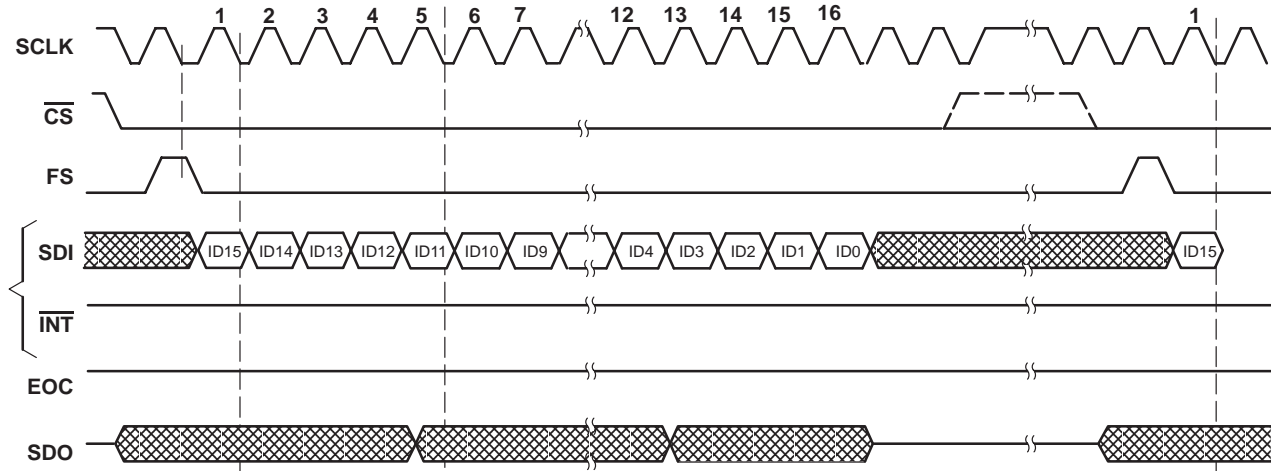 1 2 3 4 5 6 7 12 13 14 15 16 1
SCLK
CS
FS
SDI ID15 ID14 ID13 ID12 ID11 ID10 ID9 ID4 ID3 ID2 ID1 ID0 ID15
INT
EOC
SDO